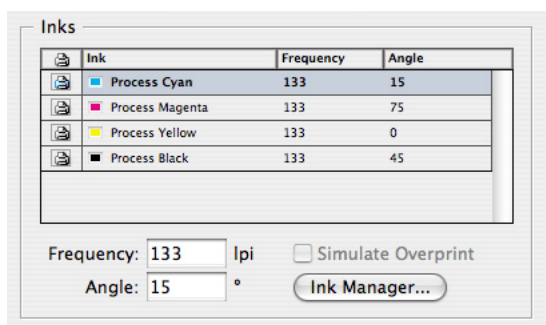 Inks
Ink Frequency Angle
Process Cyan 133 15
Process Magenta 133 75
Process Yellow 133 0
Process Black 133 45
Frequency: 133 lpi Simulate Overprint
Angle: 15 ° Ink Manager...